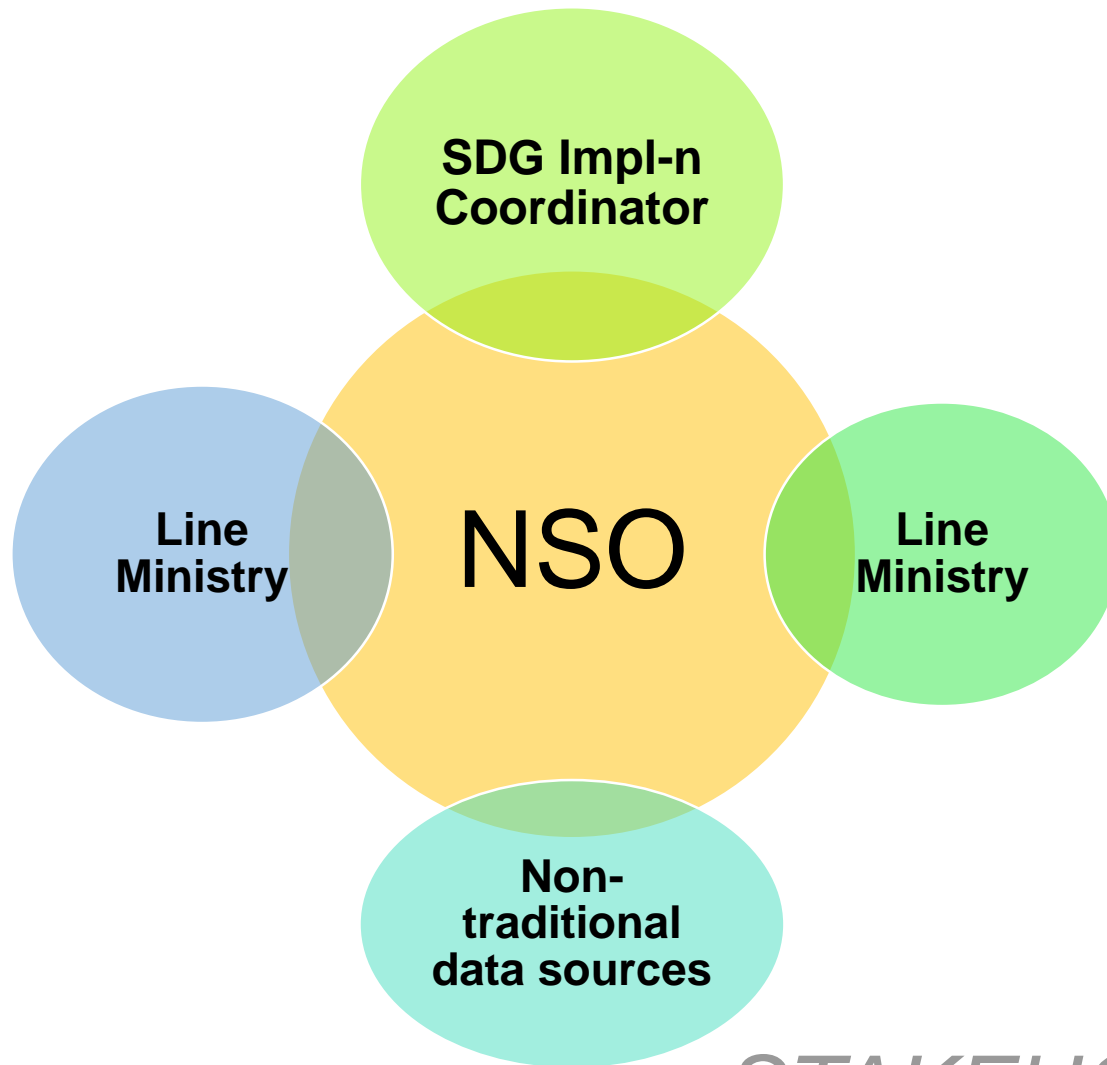 SDG Impl-n
Coordinator
Line
Ministry
NSO
Line
Ministry
Non-
traditional
data sources